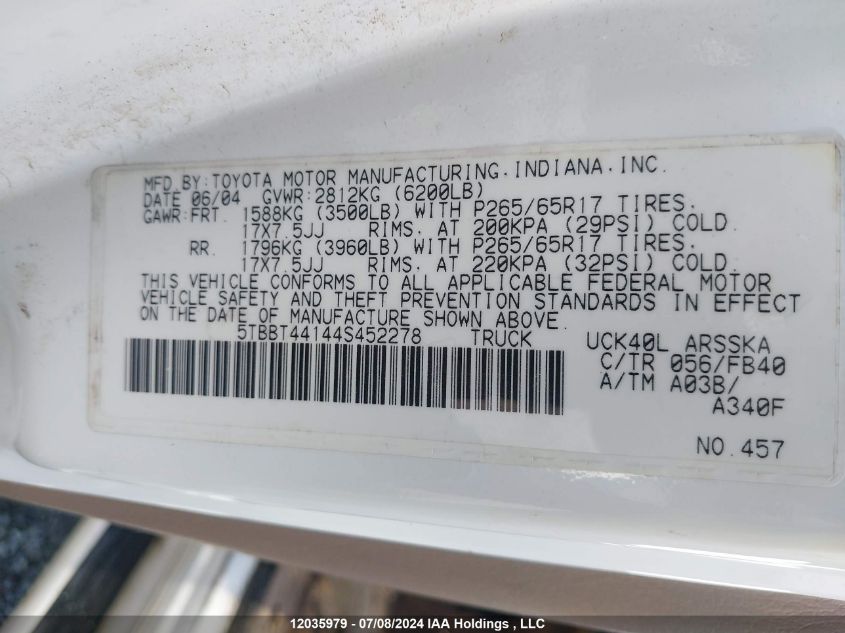 MFD.BY:TOYOTA MOTOR MANUFACTURING.INDIANA.INC.
DATE 06/04 GVWR:2812KG (6200LB)
GAWR:FRT. 1588KG (3500LB) WITH P265/65R17 TIRES.
17X7.5JJ RIMS. AT 200KPA (29PSI) COLD.
RR. 1796KG (3960LB) WITH P265/65R17 TIRES.
17X7.5JJ RIMS. AT 220KPA (32PSI) COLD.
THIS VEHICLE CONFORMS TO ALL APPLICABLE FEDERAL MOTOR
VEHICLE SAFETY AND THEFT PREVENTION STANDARDS IN EFFECT
ON THE DATE OF MANUFACTURE SHOWN ABOVE.
5TBBT44144S452278 TRUCK
UCK40L ARSSKA
C/TR 056/FB40
A/TM A03B/
A340F
NO.457
12035979 - 07/08/2024 IAA Holdings , LLC